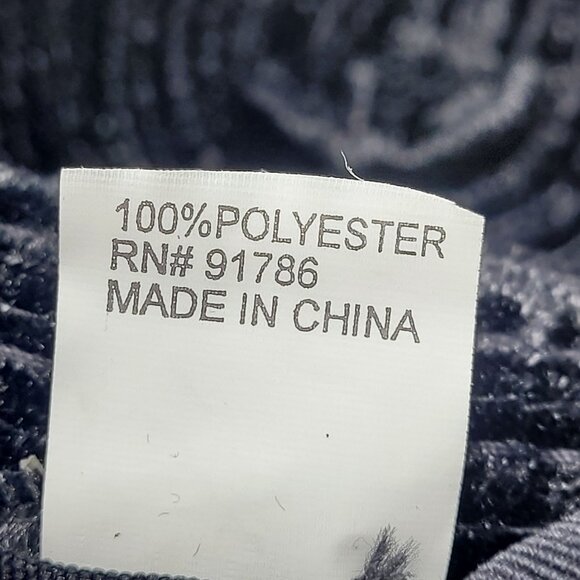 100%POLYESTER
RN# 91786
MADE IN CHINA